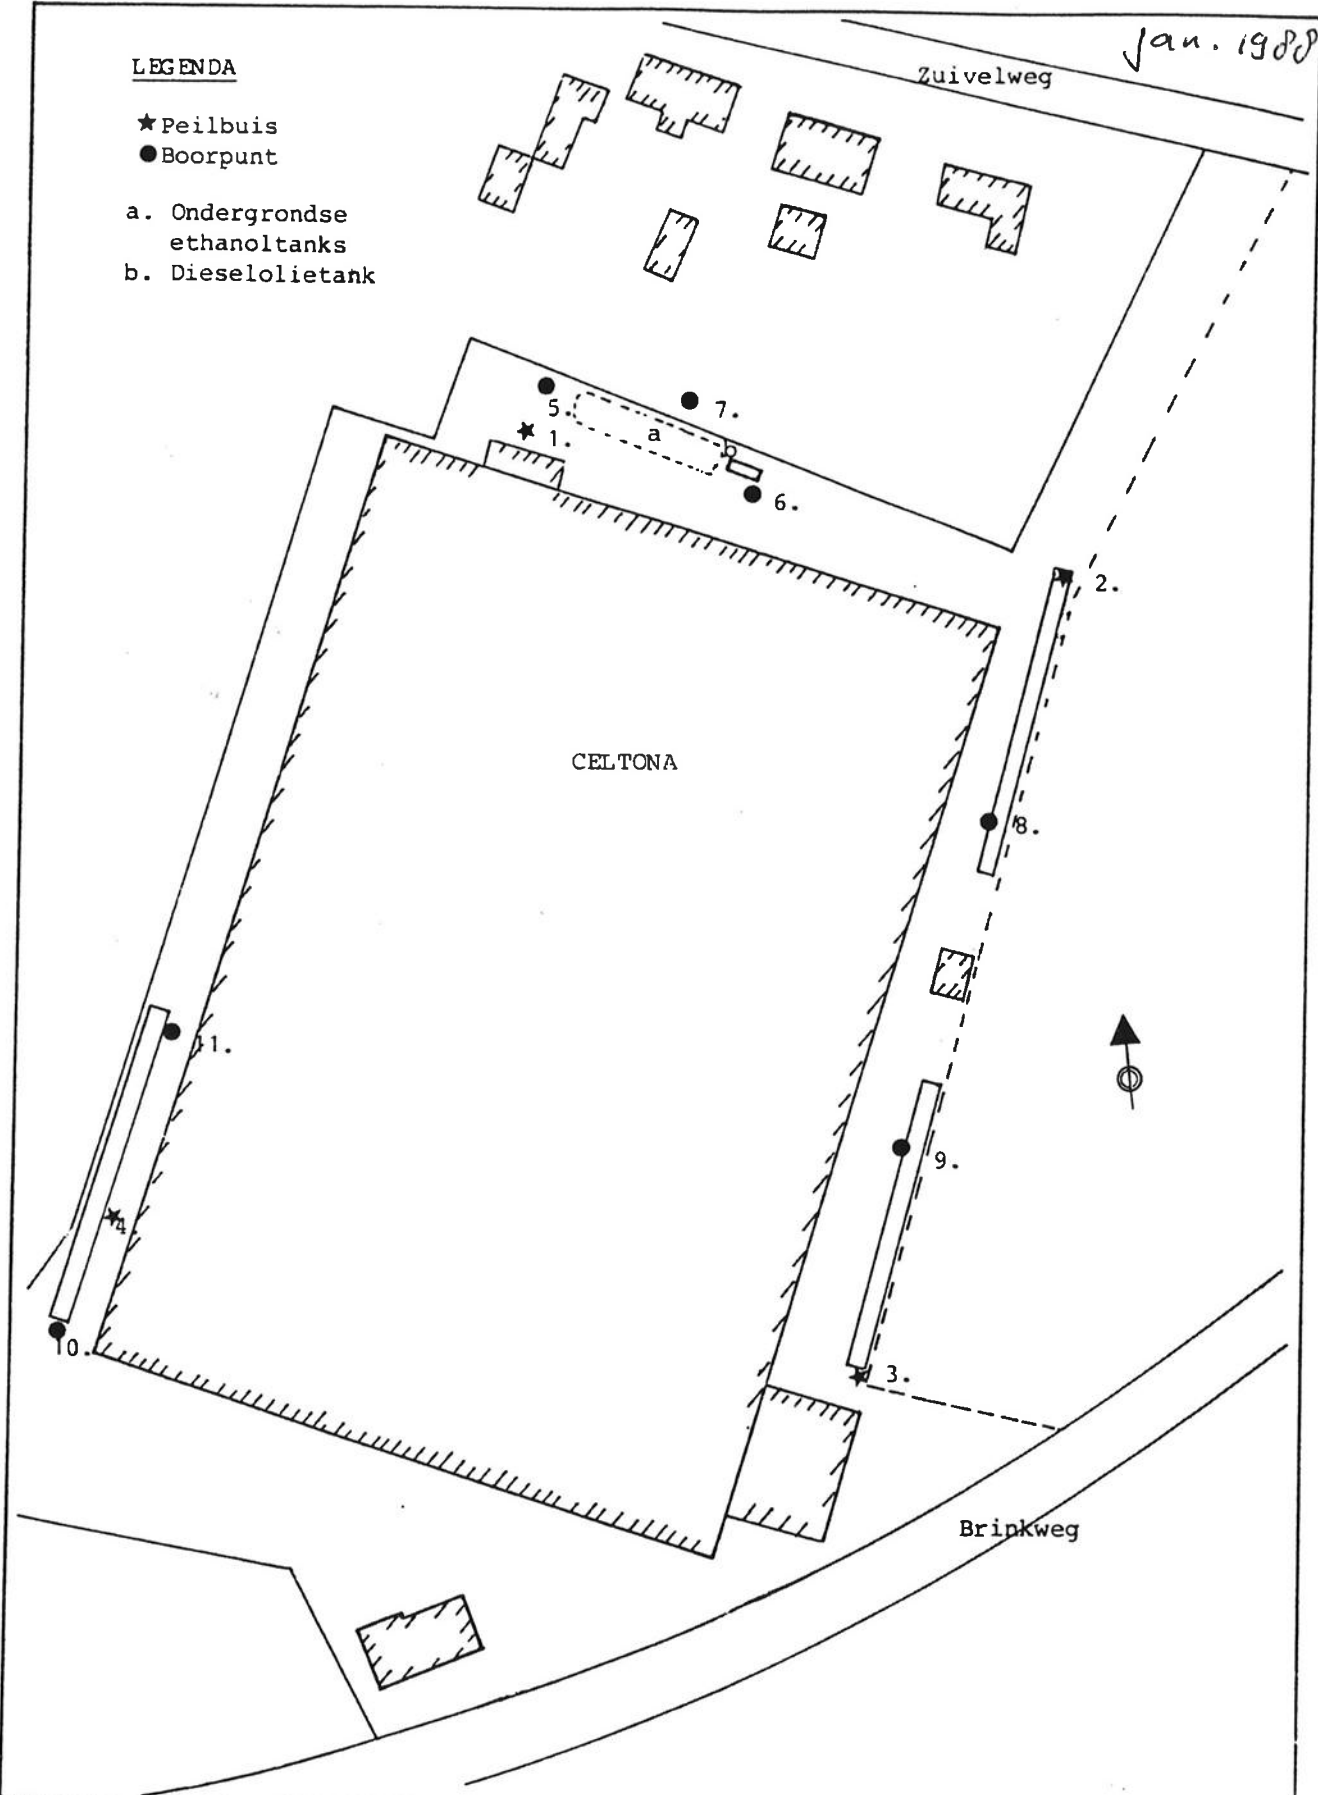 jan. 1988
Zuivelweg
LEGENDA
★ Peilbuis
● Boorpunt
a. Ondergrondse
ethanoltanks
b. Dieselolietank
7.
5.
a
1.
6.
2.
CELTONA
8.
11.
9.
4.
10.
3.
Brinkweg